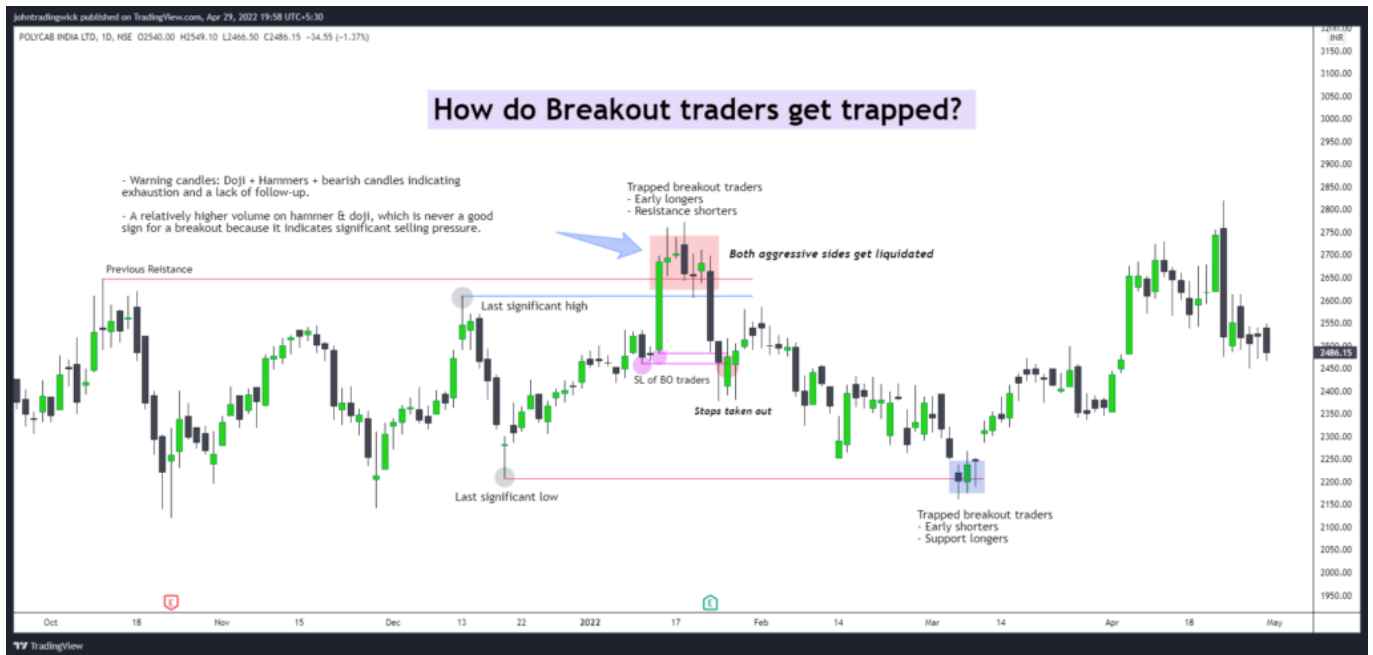 johntradingwick published on TradingView.com, Apr 29, 2022 19:58 UTC+5:30
POLYCAB INDIA LTD, 1D, NSE O2540.00 H2549.10 L2466.50 C2486.15 −34.55 (−1.37%)
How do Breakout traders get trapped?
- Warning candles: Doji + Hammers + bearish candles indicating
exhaustion and a lack of follow-up.
- A relatively higher volume on hammer & doji, which is never a good
sign for a breakout because it indicates significant selling pressure.
Trapped breakout traders
- Early longers
- Resistance shorters
Both aggressive sides get liquidated
Previous Reistance
Last significant high
SL of BO traders
Stops taken out
Last significant low
Trapped breakout traders
- Early shorters
- Support longers
E
E
3200.00
INR
3150.00
3100.00
3050.00
3000.00
2950.00
2900.00
2850.00
2800.00
2750.00
2700.00
2650.00
2600.00
2550.00
2500.00
2486.15
2450.00
2400.00
2350.00
2300.00
2250.00
2200.00
2150.00
2100.00
2050.00
2000.00
1950.00
Oct 18 Nov 15 Dec 13 22 2022 17 Feb 14 Mar 14 Apr 18 May
TradingView